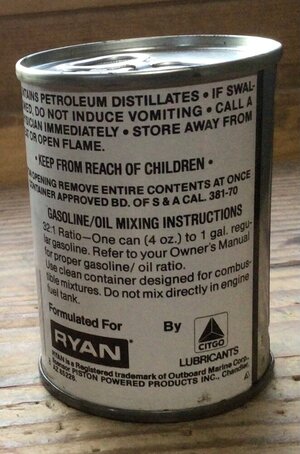 TAINS PETROLEUM DISTILLATES • IF SWAL-
WED, DO NOT INDUCE VOMITING • CALL A
SICIAN IMMEDIATELY • STORE AWAY FROM
T OR OPEN FLAME.
• KEEP FROM REACH OF CHILDREN •
OPENING REMOVE ENTIRE CONTENTS AT ONCE
CONTAINER APPROVED BD. OF S & A CAL. 381-70
GASOLINE/OIL MIXING INSTRUCTIONS
32:1 Ratio—One can (4 oz.) to 1 gal. regu-
lar gasoline. Refer to your Owner's Manual
for proper gasoline/ oil ratio.
Use clean container designed for combus-
tible mixtures. Do not mix directly in engine
fuel tank.
Formulated For By
RYAN CITGO
LUBRICANTS
RYAN is a Registered trademark of Outboard Marine Corp.
PISTON POWERED PRODUCTS INC., Chandler,
AZ 85226